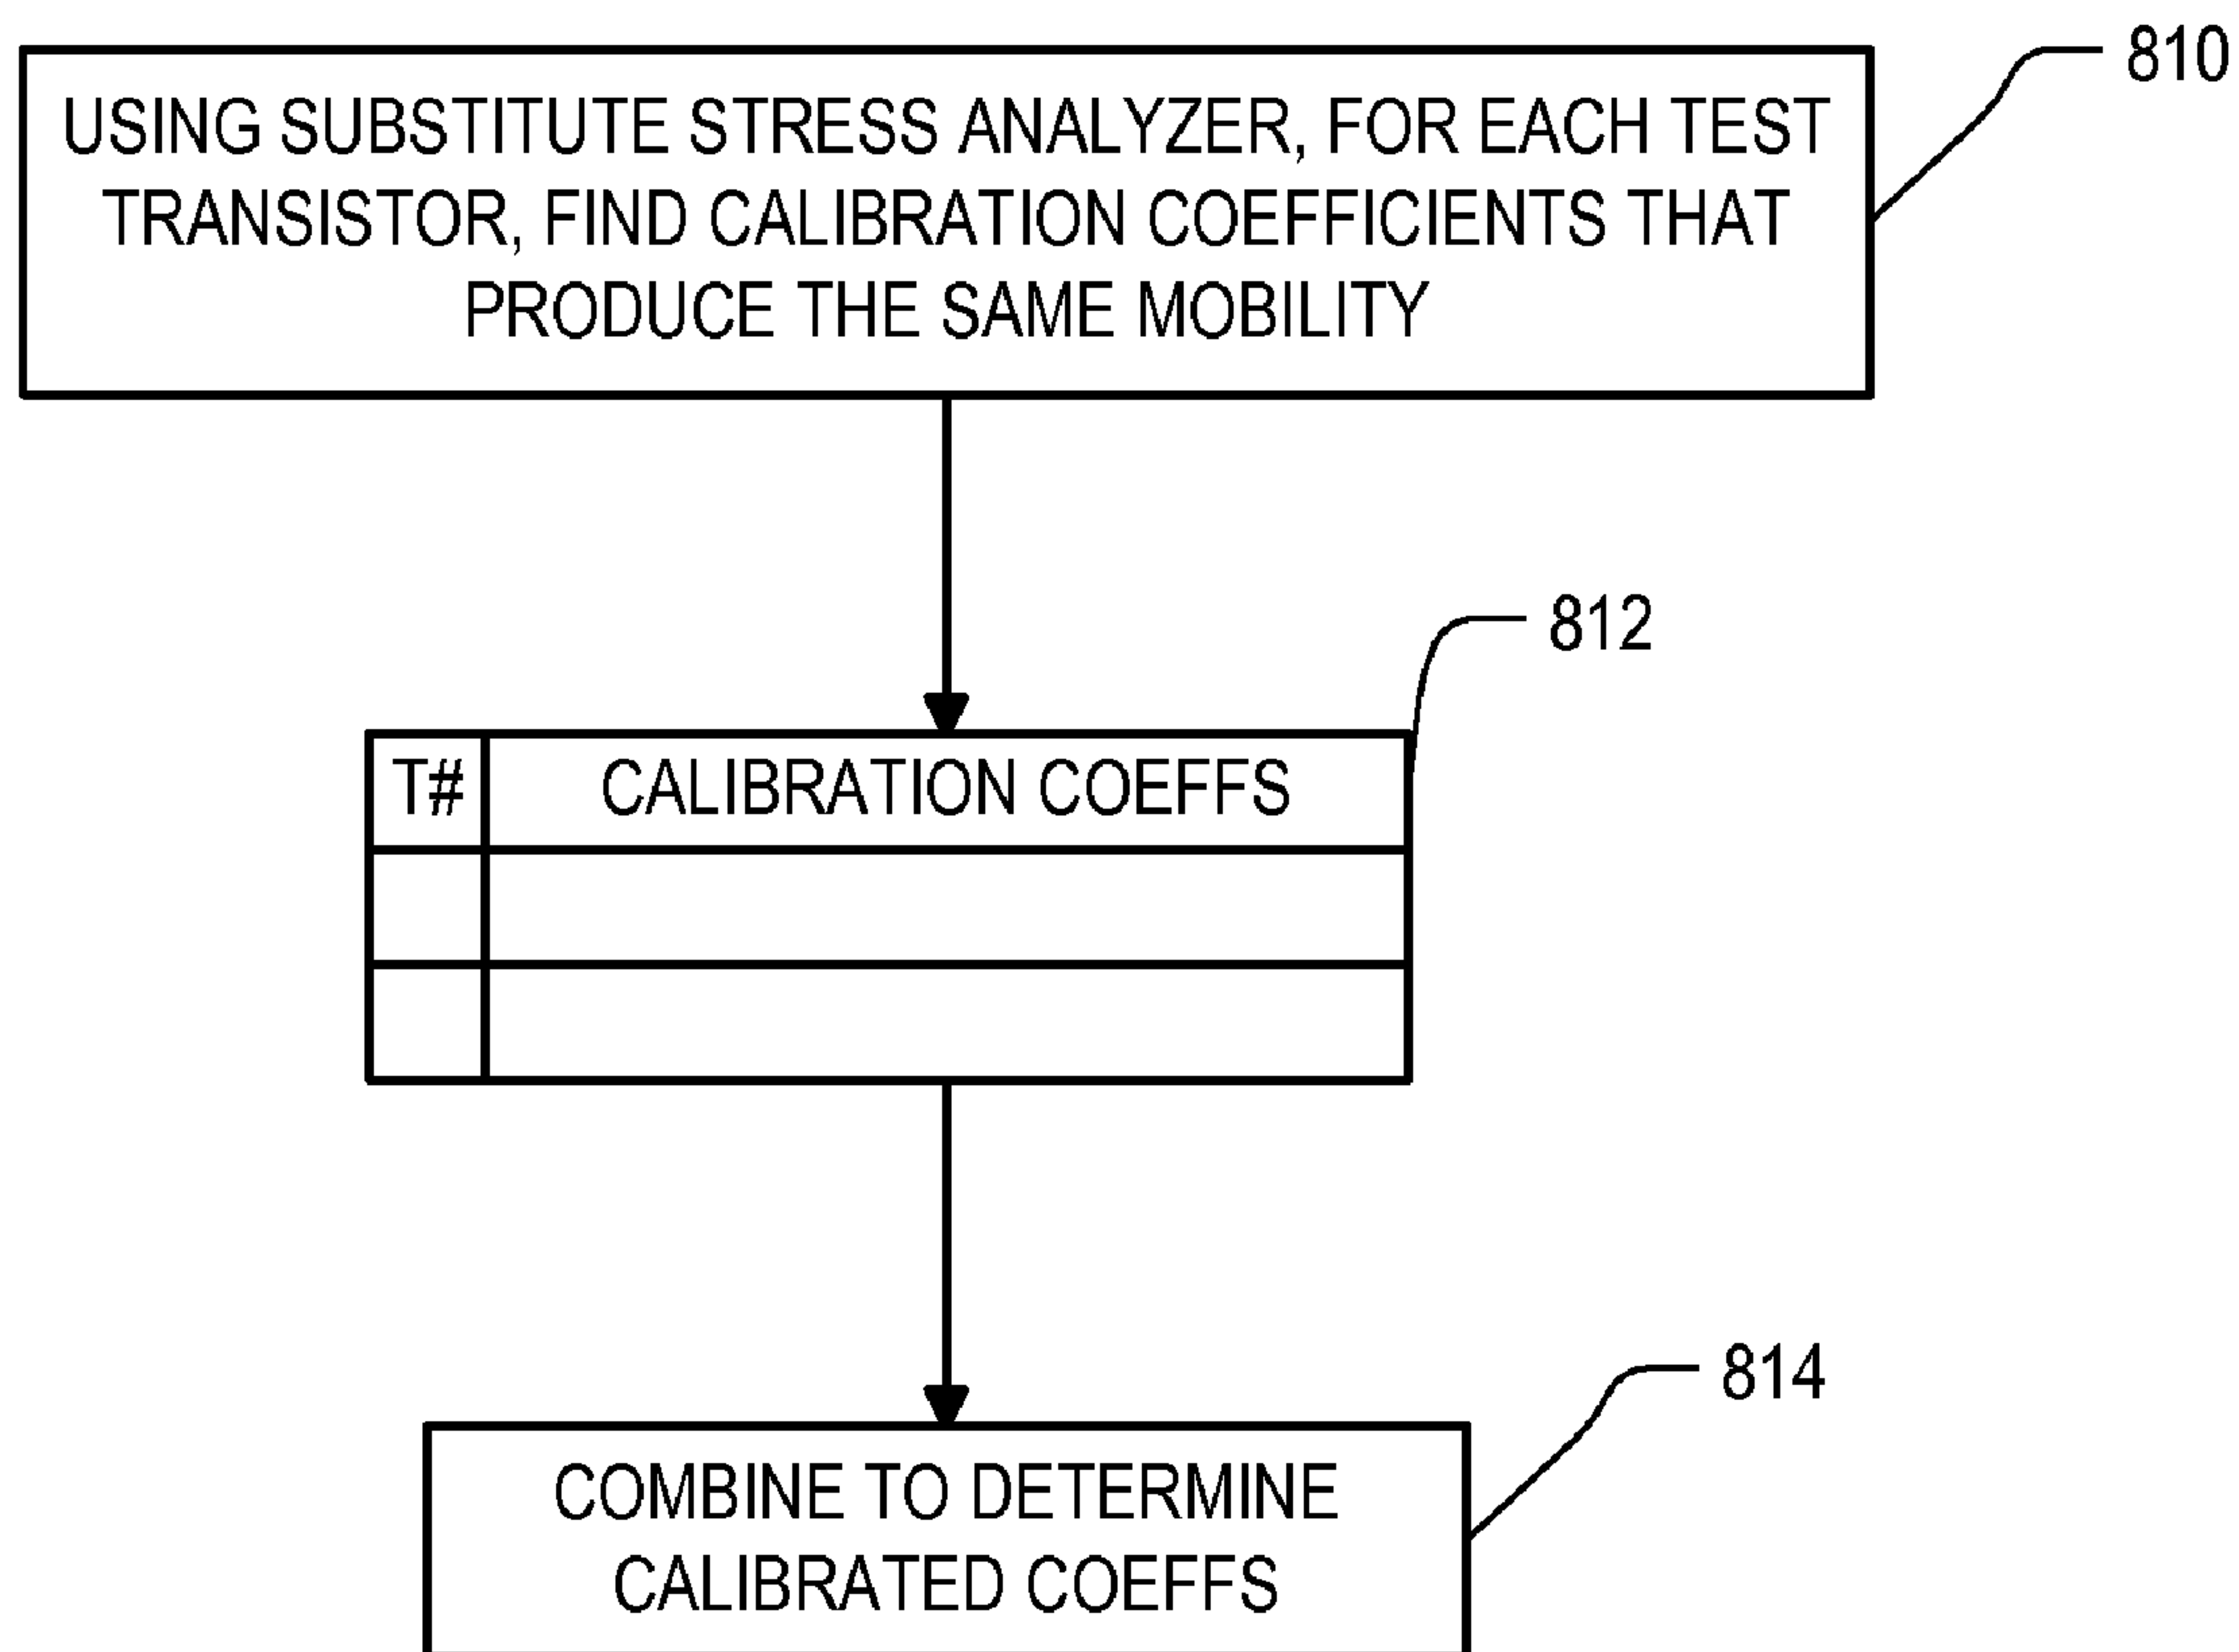 810
USING SUBSTITUTE STRESS ANALYZER, FOR EACH TEST
TRANSISTOR, FIND CALIBRATION COEFFICIENTS THAT
PRODUCE THE SAME MOBILITY
812
T# CALIBRATION COEFFS
814
COMBINE TO DETERMINE
CALIBRATED COEFFS